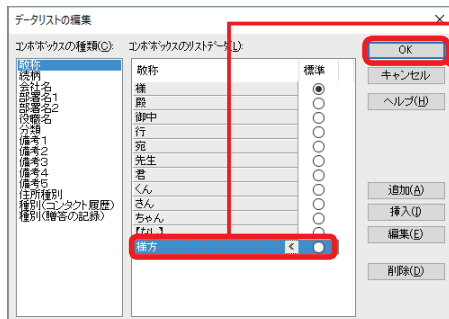 データリストの編集
コンボボックスの種類(C):
敬称
続柄
会社名
部署名1
部署名2
役職名
分類
備考1
備考2
備考3
備考4
備考5
住所種別
種別(コンタクト履歴)
種別(贈答の記録)
コンボボックスのリストデータ(L):
敬称 標準
様
殿
御中
行
宛
先生
君
くん
さん
ちゃん
【なし】
様方 <
OK
キャンセル
ヘルプ(H)
追加(A)
挿入(I)
編集(E)
削除(D)